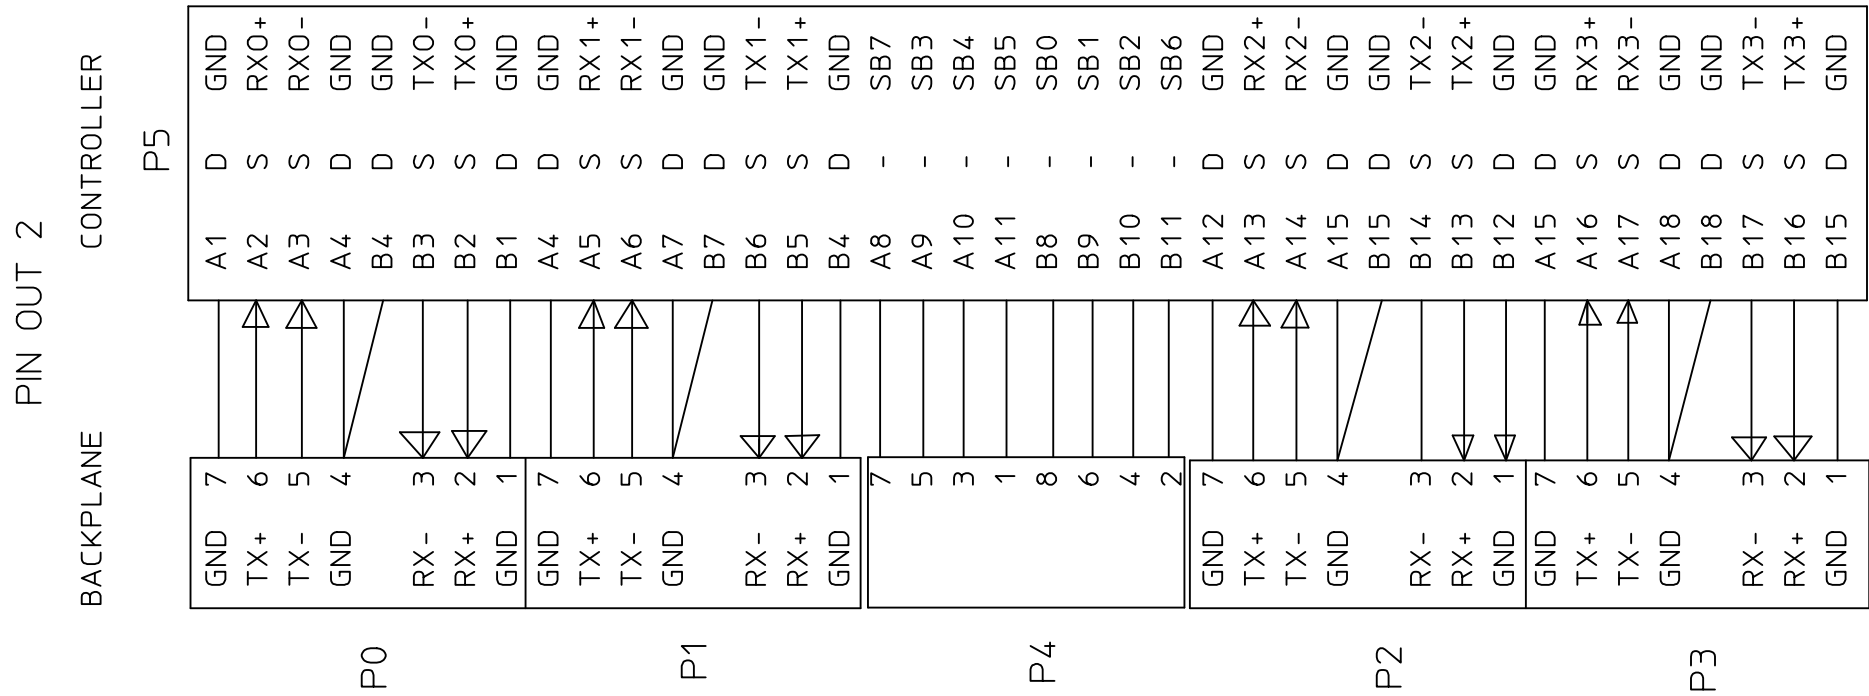 PIN OUT 2
BACKPLANE CONTROLLER
P5
P0
GND 7 A1 D GND
TX+ 6 A2 S RX0+
TX- 5 A3 S RX0-
GND 4 A4 D GND
B4 D GND
RX- 3 B3 S TX0-
RX+ 2 B2 S TX0+
GND 1 B1 D GND
P1
GND 7 A4 D GND
TX+ 6 A5 S RX1+
TX- 5 A6 S RX1-
GND 4 A7 D GND
B7 D GND
RX- 3 B6 S TX1-
RX+ 2 B5 S TX1+
GND 1 B4 D GND
P4
7 A8 - SB7
5 A9 - SB3
3 A10 - SB4
1 A11 - SB5
8 B8 - SB0
6 B9 - SB1
4 B10 - SB2
2 B11 - SB6
P2
GND 7 A12 D GND
TX+ 6 A13 S RX2+
TX- 5 A14 S RX2-
GND 4 A15 D GND
B15 D GND
RX- 3 B14 S TX2-
RX+ 2 B13 S TX2+
GND 1 B12 D GND
P3
GND 7 A15 D GND
TX+ 6 A16 S RX3+
TX- 5 A17 S RX3-
GND 4 A18 D GND
B18 D GND
RX- 3 B17 S TX3-
RX+ 2 B16 S TX3+
GND 1 B15 D GND